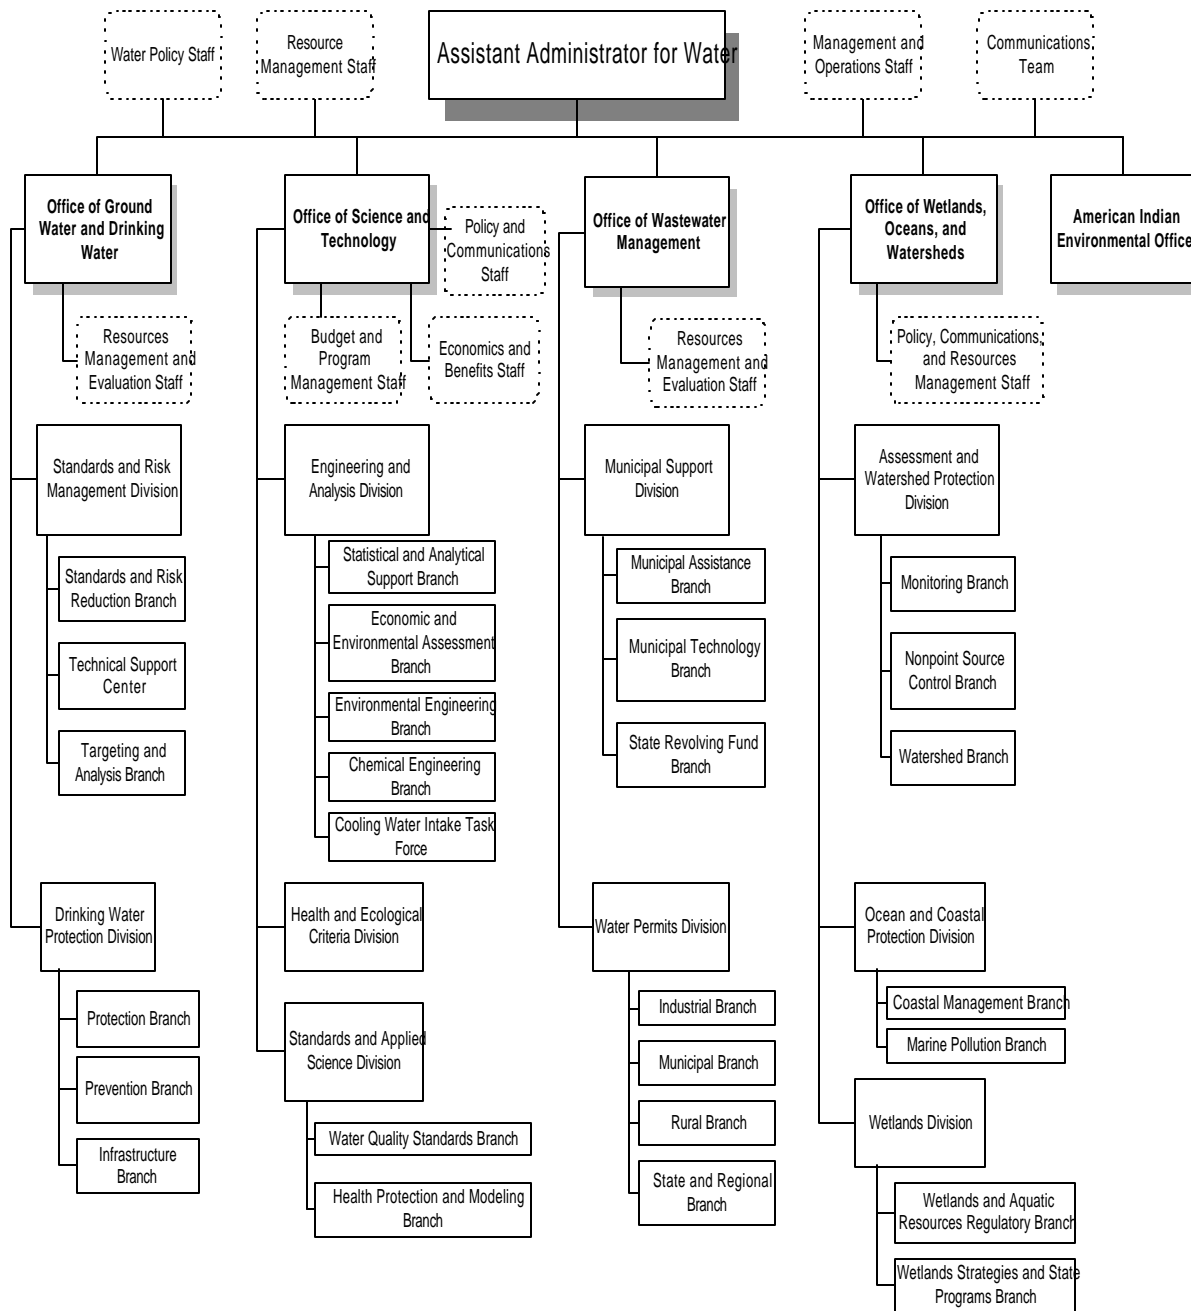 Water Policy Staff
Resource
Management Staff
Assistant Administrator for Water
Management and
Operations Staff
Communications
Team
Office of Ground
Water and Drinking
Water
Office of Science and
Technology
Policy and
Communications
Staff
Office of Wastewater
Management
Office of Wetlands,
Oceans, and
Watersheds
American Indian
Environmental Office
Resources
Management and
Evaluation Staff
Budget and
Program
Management Staff
Economics and
Benefits Staff
Resources
Management and
Evaluation Staff
Policy, Communications,
and Resources
Management Staff
Standards and Risk
Management Division
Standards and Risk
Reduction Branch
Technical Support
Center
Targeting and
Analysis Branch
Drinking Water
Protection Division
Protection Branch
Prevention Branch
Infrastructure
Branch
Engineering and
Analysis Division
Statistical and Analytical
Support Branch
Economic and
Environmental Assessment
Branch
Environmental Engineering
Branch
Chemical Engineering
Branch
Cooling Water Intake Task
Force
Health and Ecological
Criteria Division
Standards and Applied
Science Division
Water Quality Standards Branch
Health Protection and Modeling
Branch
Municipal Support
Division
Municipal Assistance
Branch
Municipal Technology
Branch
State Revolving Fund
Branch
Water Permits Division
Industrial Branch
Municipal Branch
Rural Branch
State and Regional
Branch
Assessment and
Watershed Protection
Division
Monitoring Branch
Nonpoint Source
Control Branch
Watershed Branch
Ocean and Coastal
Protection Division
Coastal Management Branch
Marine Pollution Branch
Wetlands Division
Wetlands and Aquatic
Resources Regulatory Branch
Wetlands Strategies and State
Programs Branch